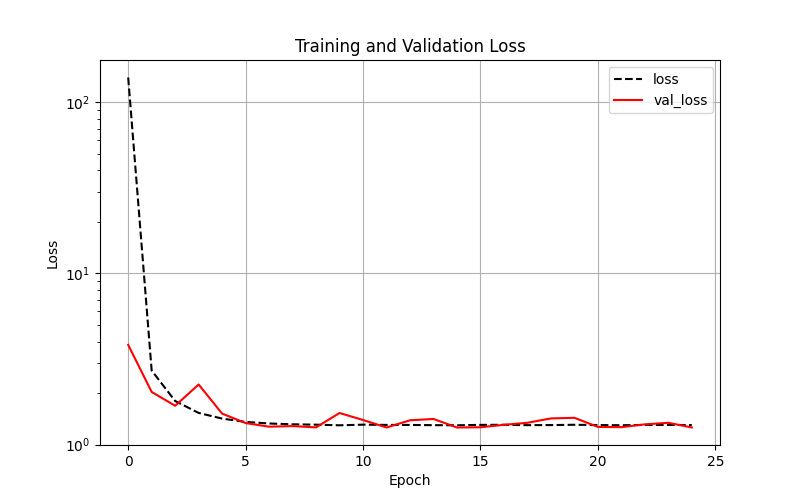 Training and Validation Loss
loss
val_loss
10²
10¹
10⁰
Loss
0 5 10 15 20 25
Epoch